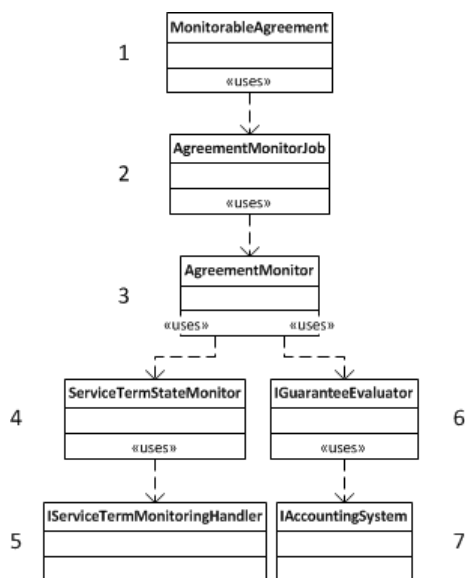 MonitorableAgreement
1
«uses»
AgreementMonitorJob
2
«uses»
AgreementMonitor
3
«uses» «uses»
ServiceTermStateMonitor IGuaranteeEvaluator
4 6
«uses» «uses»
IServiceTermMonitoringHandler IAccountingSystem
5 7